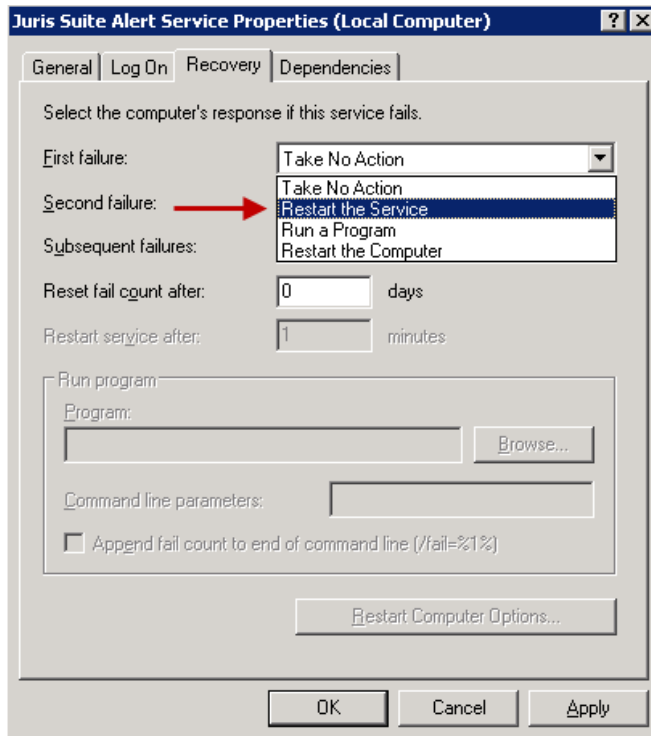 Juris Suite Alert Service Properties (Local Computer)
General Log On Recovery Dependencies
Select the computer's response if this service fails.
First failure: Take No Action
Take No Action
Second failure: Restart the Service
Run a Program
Subsequent failures: Restart the Computer
Reset fail count after: 0 days
Restart service after: 1 minutes
Run program
Program:
Browse...
Command line parameters:
Append fail count to end of command line (/fail=%1%)
Restart Computer Options...
OK Cancel Apply